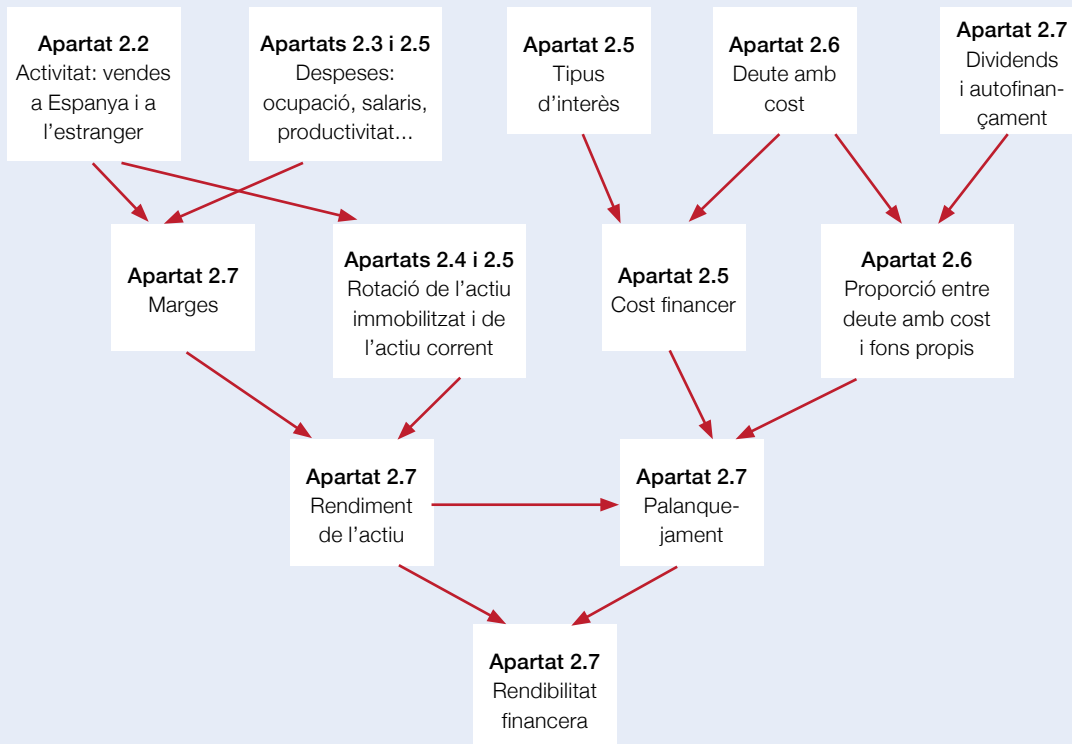 Apartat 2.2
Activitat: vendes
a Espanya i a
l’estranger
Apartats 2.3 i 2.5
Despeses:
ocupació, salaris,
productivitat...
Apartat 2.5
Tipus
d’interès
Apartat 2.6
Deute amb
cost
Apartat 2.7
Dividends
i autofinan-
çament
Apartat 2.7
Marges
Apartats 2.4 i 2.5
Rotació de l’actiu
immobilitzat i de
l’actiu corrent
Apartat 2.5
Cost financer
Apartat 2.6
Proporció entre
deute amb cost
i fons propis
Apartat 2.7
Rendiment
de l’actiu
Apartat 2.7
Palanque-
jament
Apartat 2.7
Rendibilitat
financera